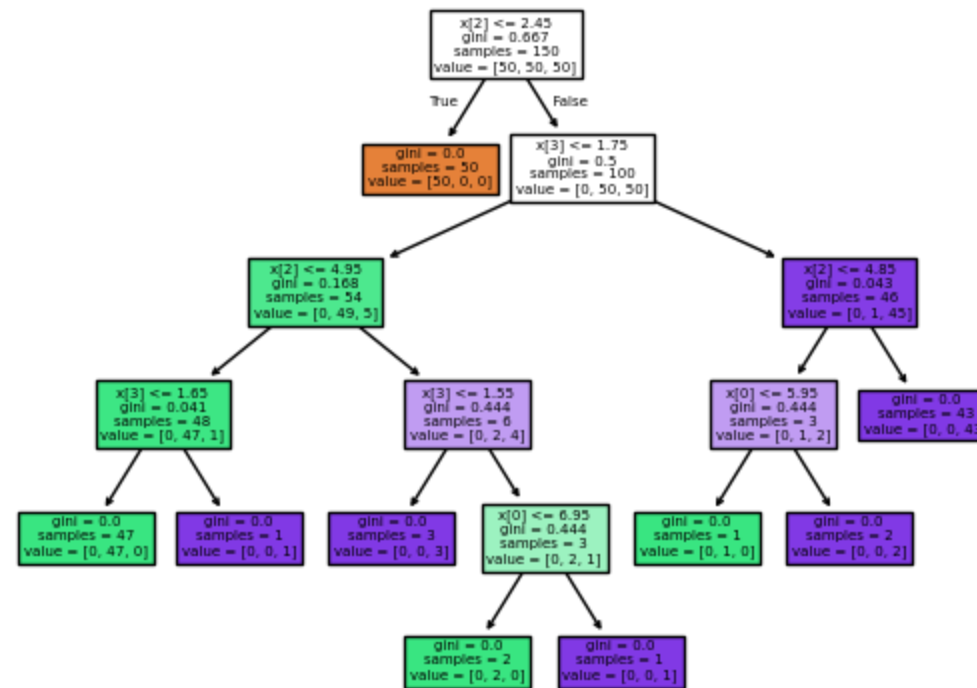 x[2] <= 2.45
gini = 0.667
samples = 150
value = [50, 50, 50]
True
False
gini = 0.0
samples = 50
value = [50, 0, 0]
x[3] <= 1.75
gini = 0.5
samples = 100
value = [0, 50, 50]
x[2] <= 4.95
gini = 0.168
samples = 54
value = [0, 49, 5]
x[2] <= 4.85
gini = 0.043
samples = 46
value = [0, 1, 45]
x[3] <= 1.65
gini = 0.041
samples = 48
value = [0, 47, 1]
x[3] <= 1.55
gini = 0.444
samples = 6
value = [0, 2, 4]
x[0] <= 5.95
gini = 0.444
samples = 3
value = [0, 1, 2]
gini = 0.0
samples = 43
value = [0, 0, 43
gini = 0.0
samples = 47
value = [0, 47, 0]
gini = 0.0
samples = 1
value = [0, 0, 1]
gini = 0.0
samples = 3
value = [0, 0, 3]
x[0] <= 6.95
gini = 0.444
samples = 3
value = [0, 2, 1]
gini = 0.0
samples = 1
value = [0, 1, 0]
gini = 0.0
samples = 2
value = [0, 0, 2]
gini = 0.0
samples = 2
value = [0, 2, 0]
gini = 0.0
samples = 1
value = [0, 0, 1]